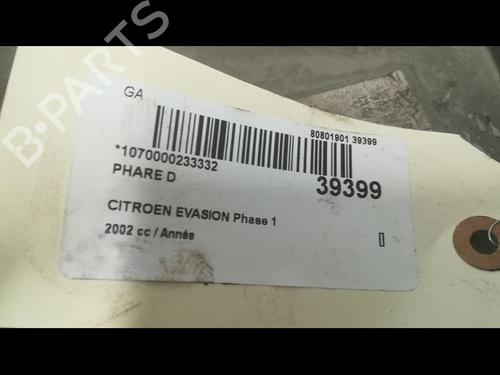 B-PARTS
GA
80801901 39399
*1070000233332
PHARE D
39399
CITROEN EVASION Phase 1
2002 cc / Année